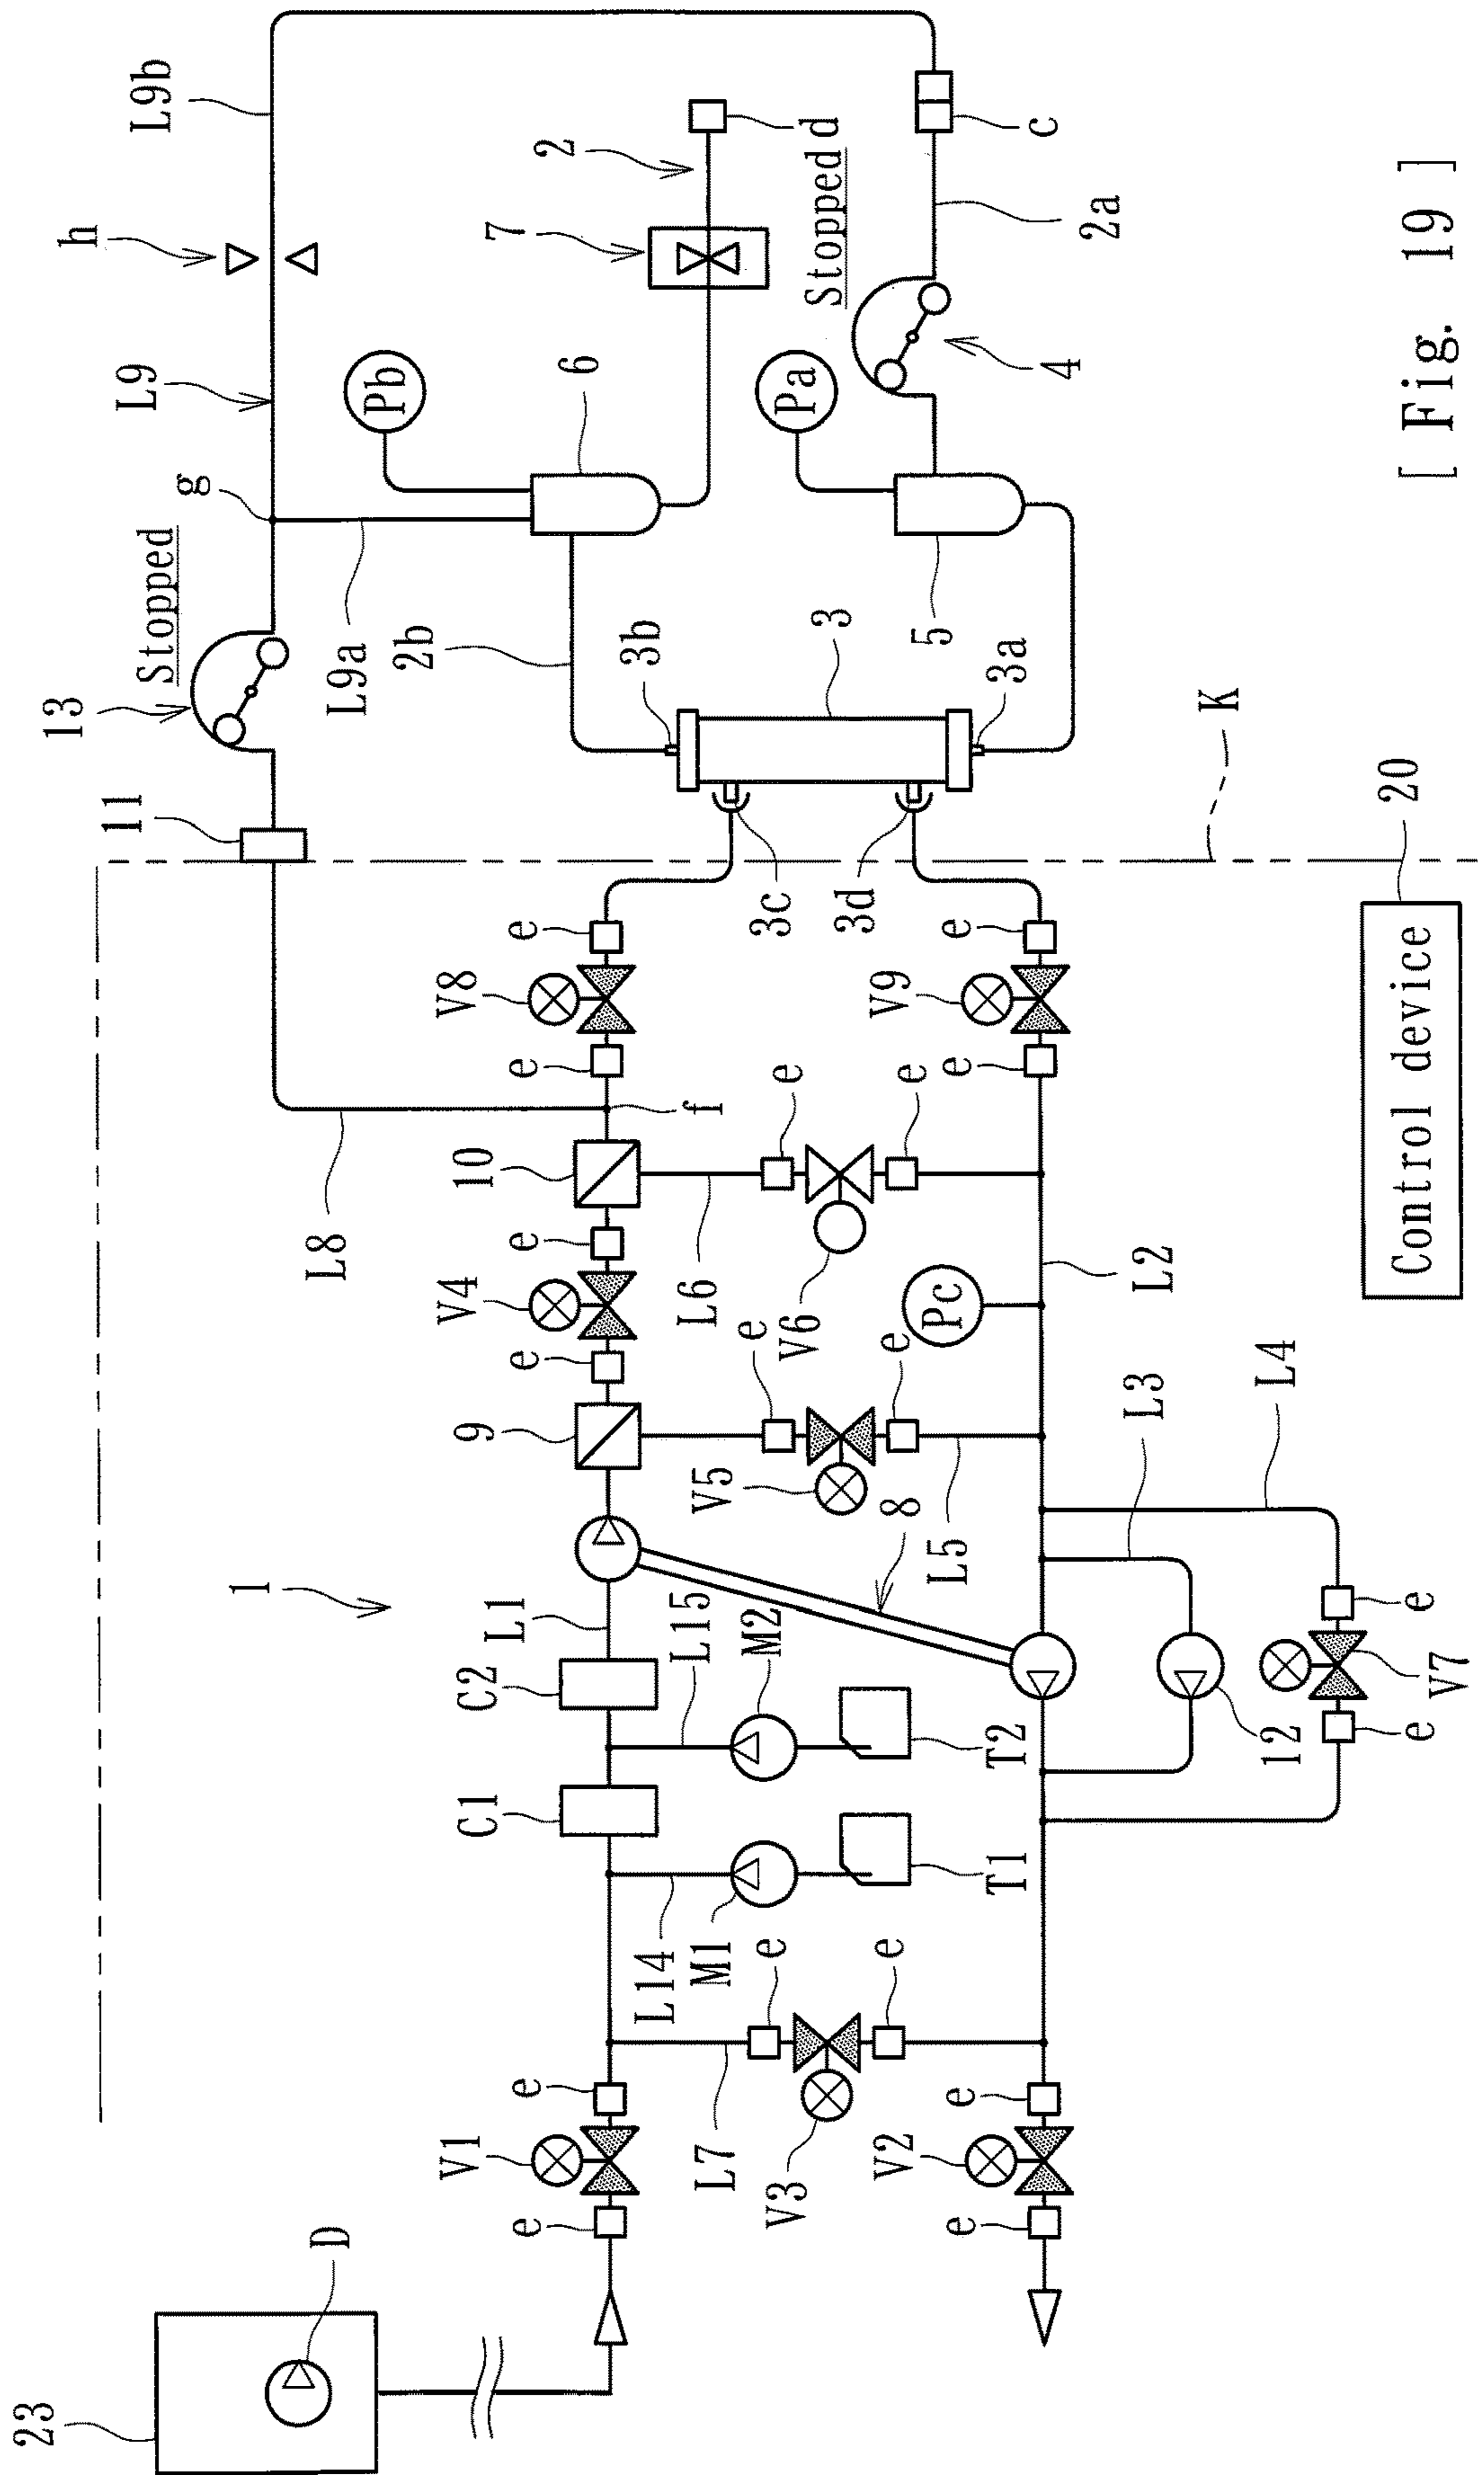 [ Fig. 19 ]
L9b
h
L9
g
Stopped
13
11
L9a
2b
3b
Pb
6
2
7
d
Stopped
c
2a
4
Pa
5
3
3a
K
3c
3d
20
Control device
e
V8
e
f
L8
10
e
V4
e
9
e
V9
e
e
e
L6
V6
L2
Pc
e
e
V5
L5
8
L3
L4
1
L1
C2
L15
M2
T2
C1
M1
L14
T1
12
e
V7
e
e
V1
e
L7
e
e
V3
e
V2
e
D
23